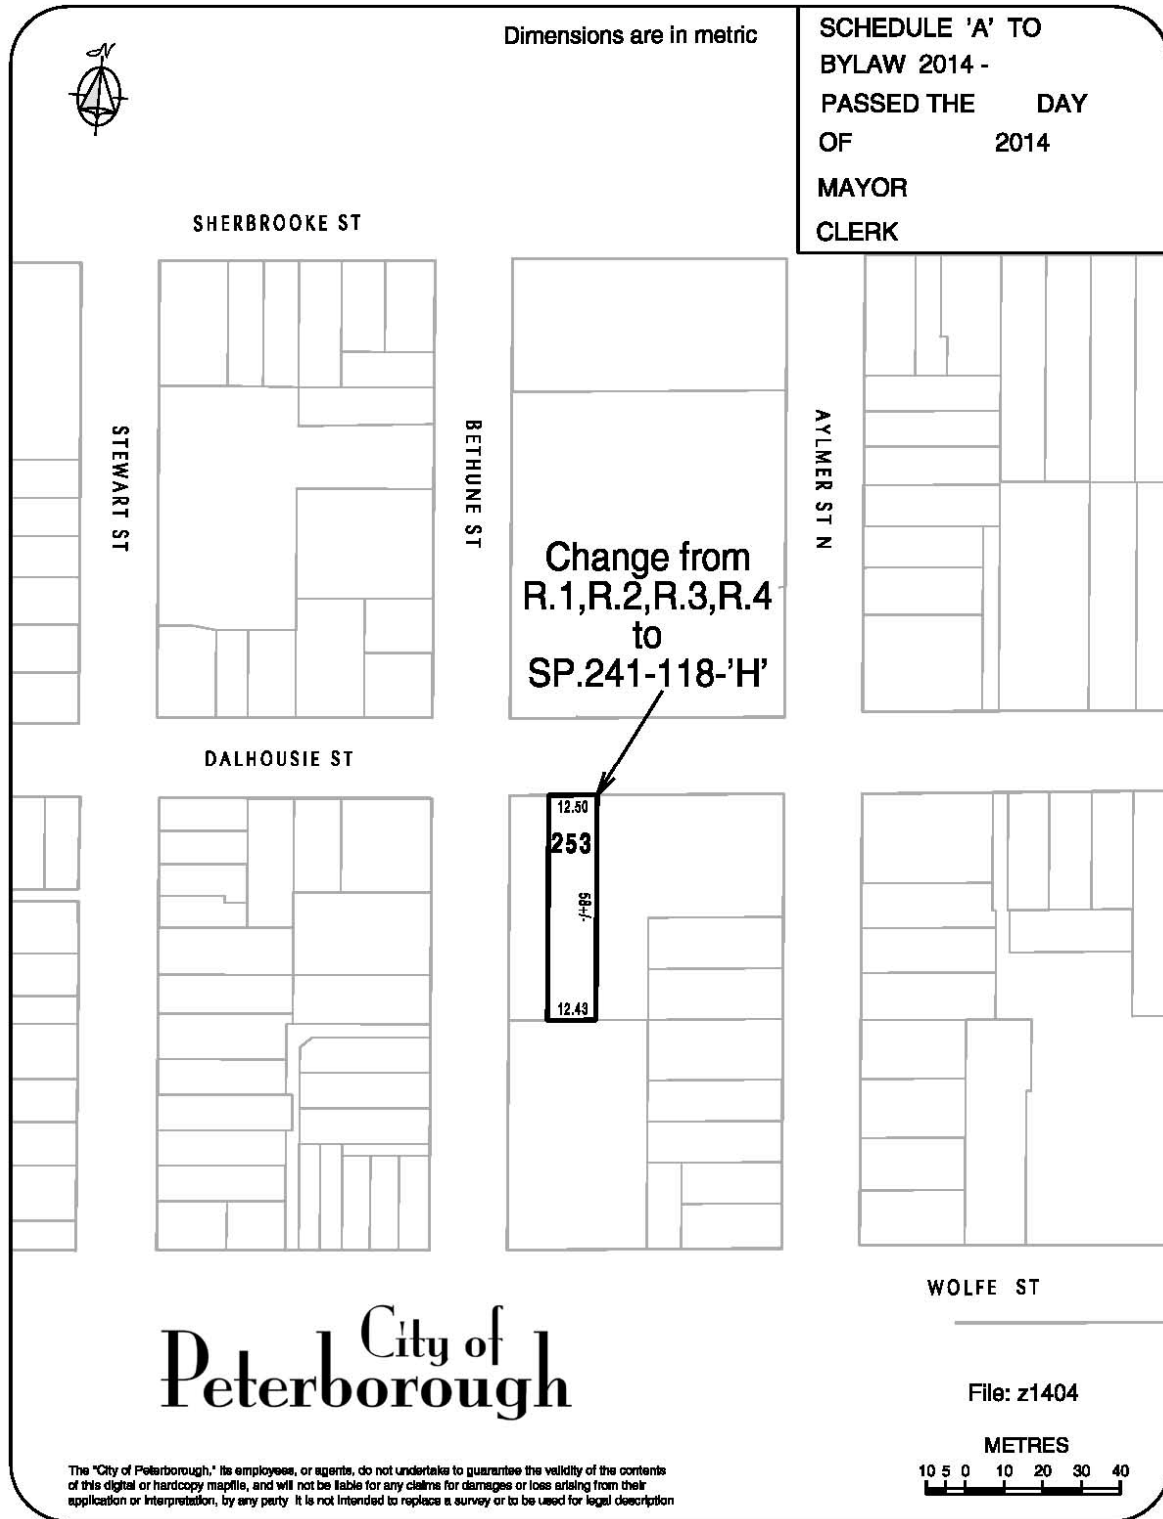 N
Dimensions are in metric
SCHEDULE 'A' TO
BYLAW 2014 -
PASSED THE DAY
OF 2014
MAYOR
CLERK
SHERBROOKE ST
STEWART ST
BETHUNE ST
AYLMER ST N
Change from
R.1,R.2,R.3,R.4
to
SP.241-118-'H'
DALHOUSIE ST
12.50
253
58+/-
12.43
WOLFE ST
City of
Peterborough
File: z1404
METRES
10 5 0 10 20 30 40
The "City of Peterborough," its employees, or agents, do not undertake to guarantee the validity of the contents
of this digital or hardcopy mapfile, and will not be liable for any claims for damages or loss arising from their
application or interpretation, by any party It is not intended to replace a survey or to be used for legal description